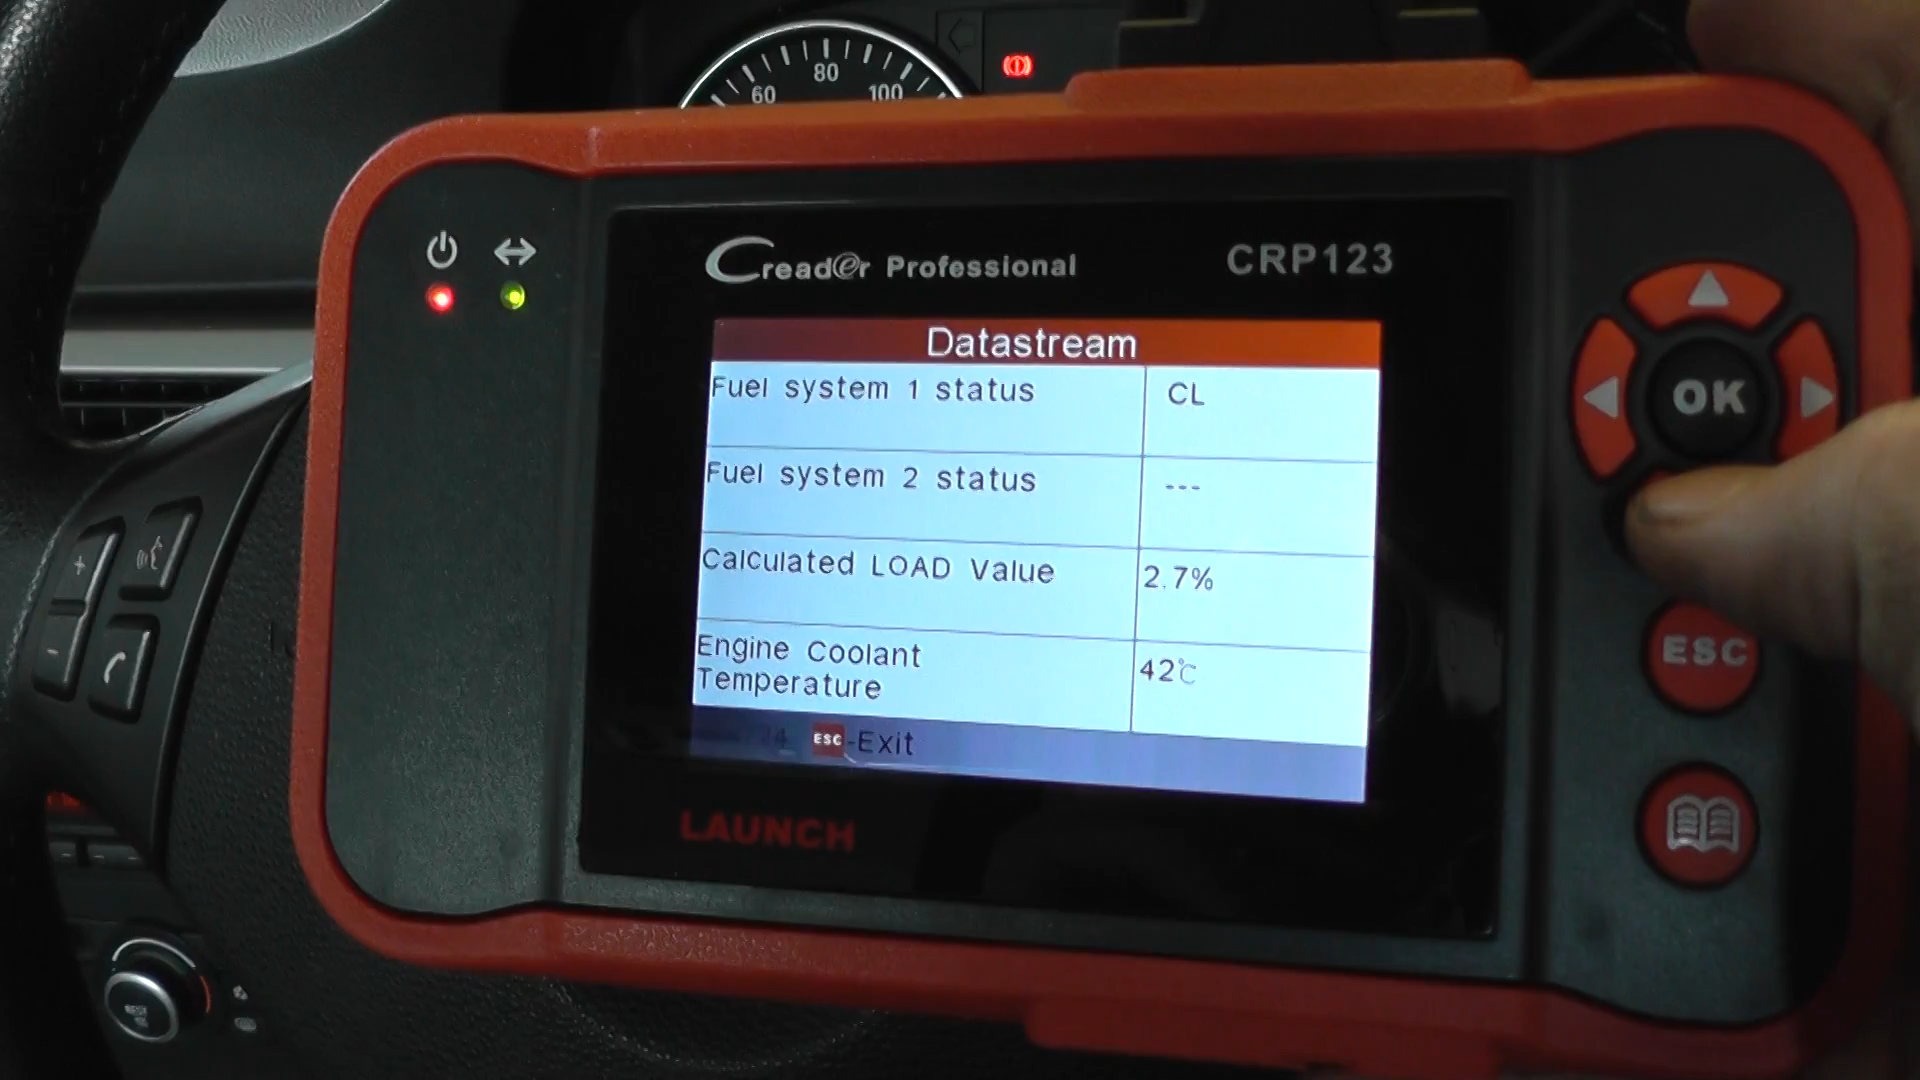 60 80 100
Creader Professional CRP123
Datastream
Fuel system 1 status CL
Fuel system 2 status ---
Calculated LOAD Value 2.7%
Engine Coolant
Temperature 42℃
ESC -Exit
LAUNCH
OK
ESC
+
-